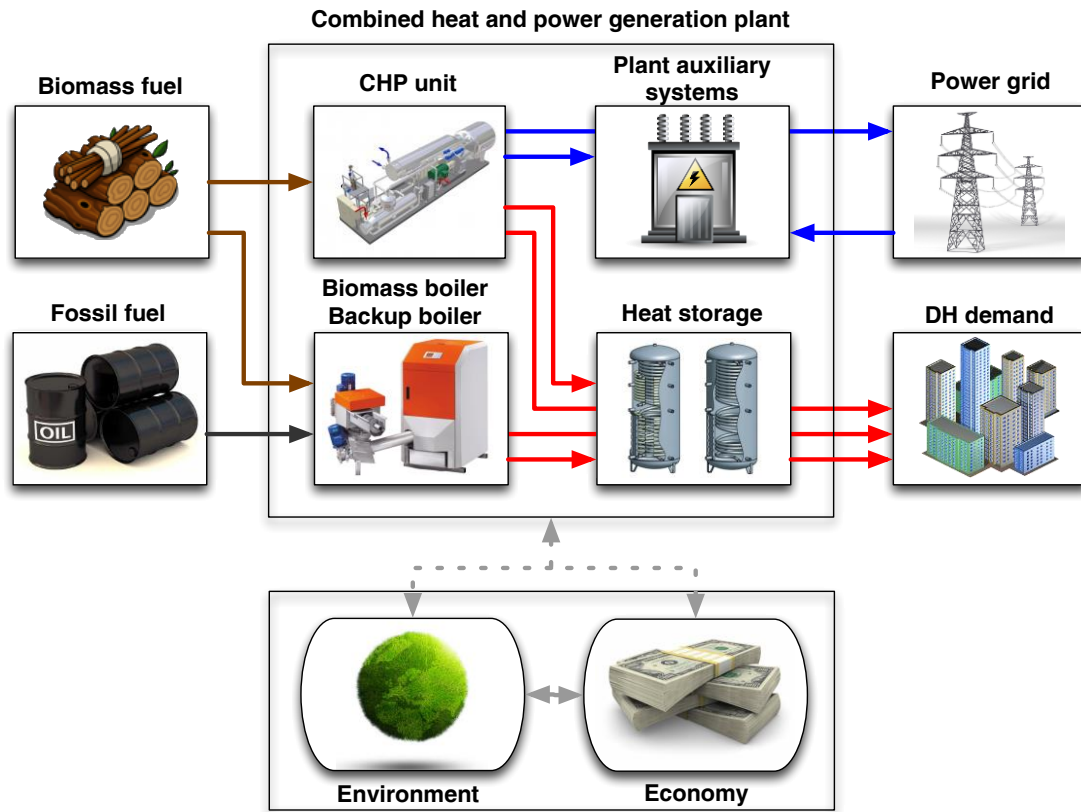 Combined heat and power generation plant
Biomass fuel
CHP unit
Plant auxiliary
systems
Power grid
Fossil fuel
OIL
Biomass boiler
Backup boiler
Heat storage
DH demand
Environment
Economy